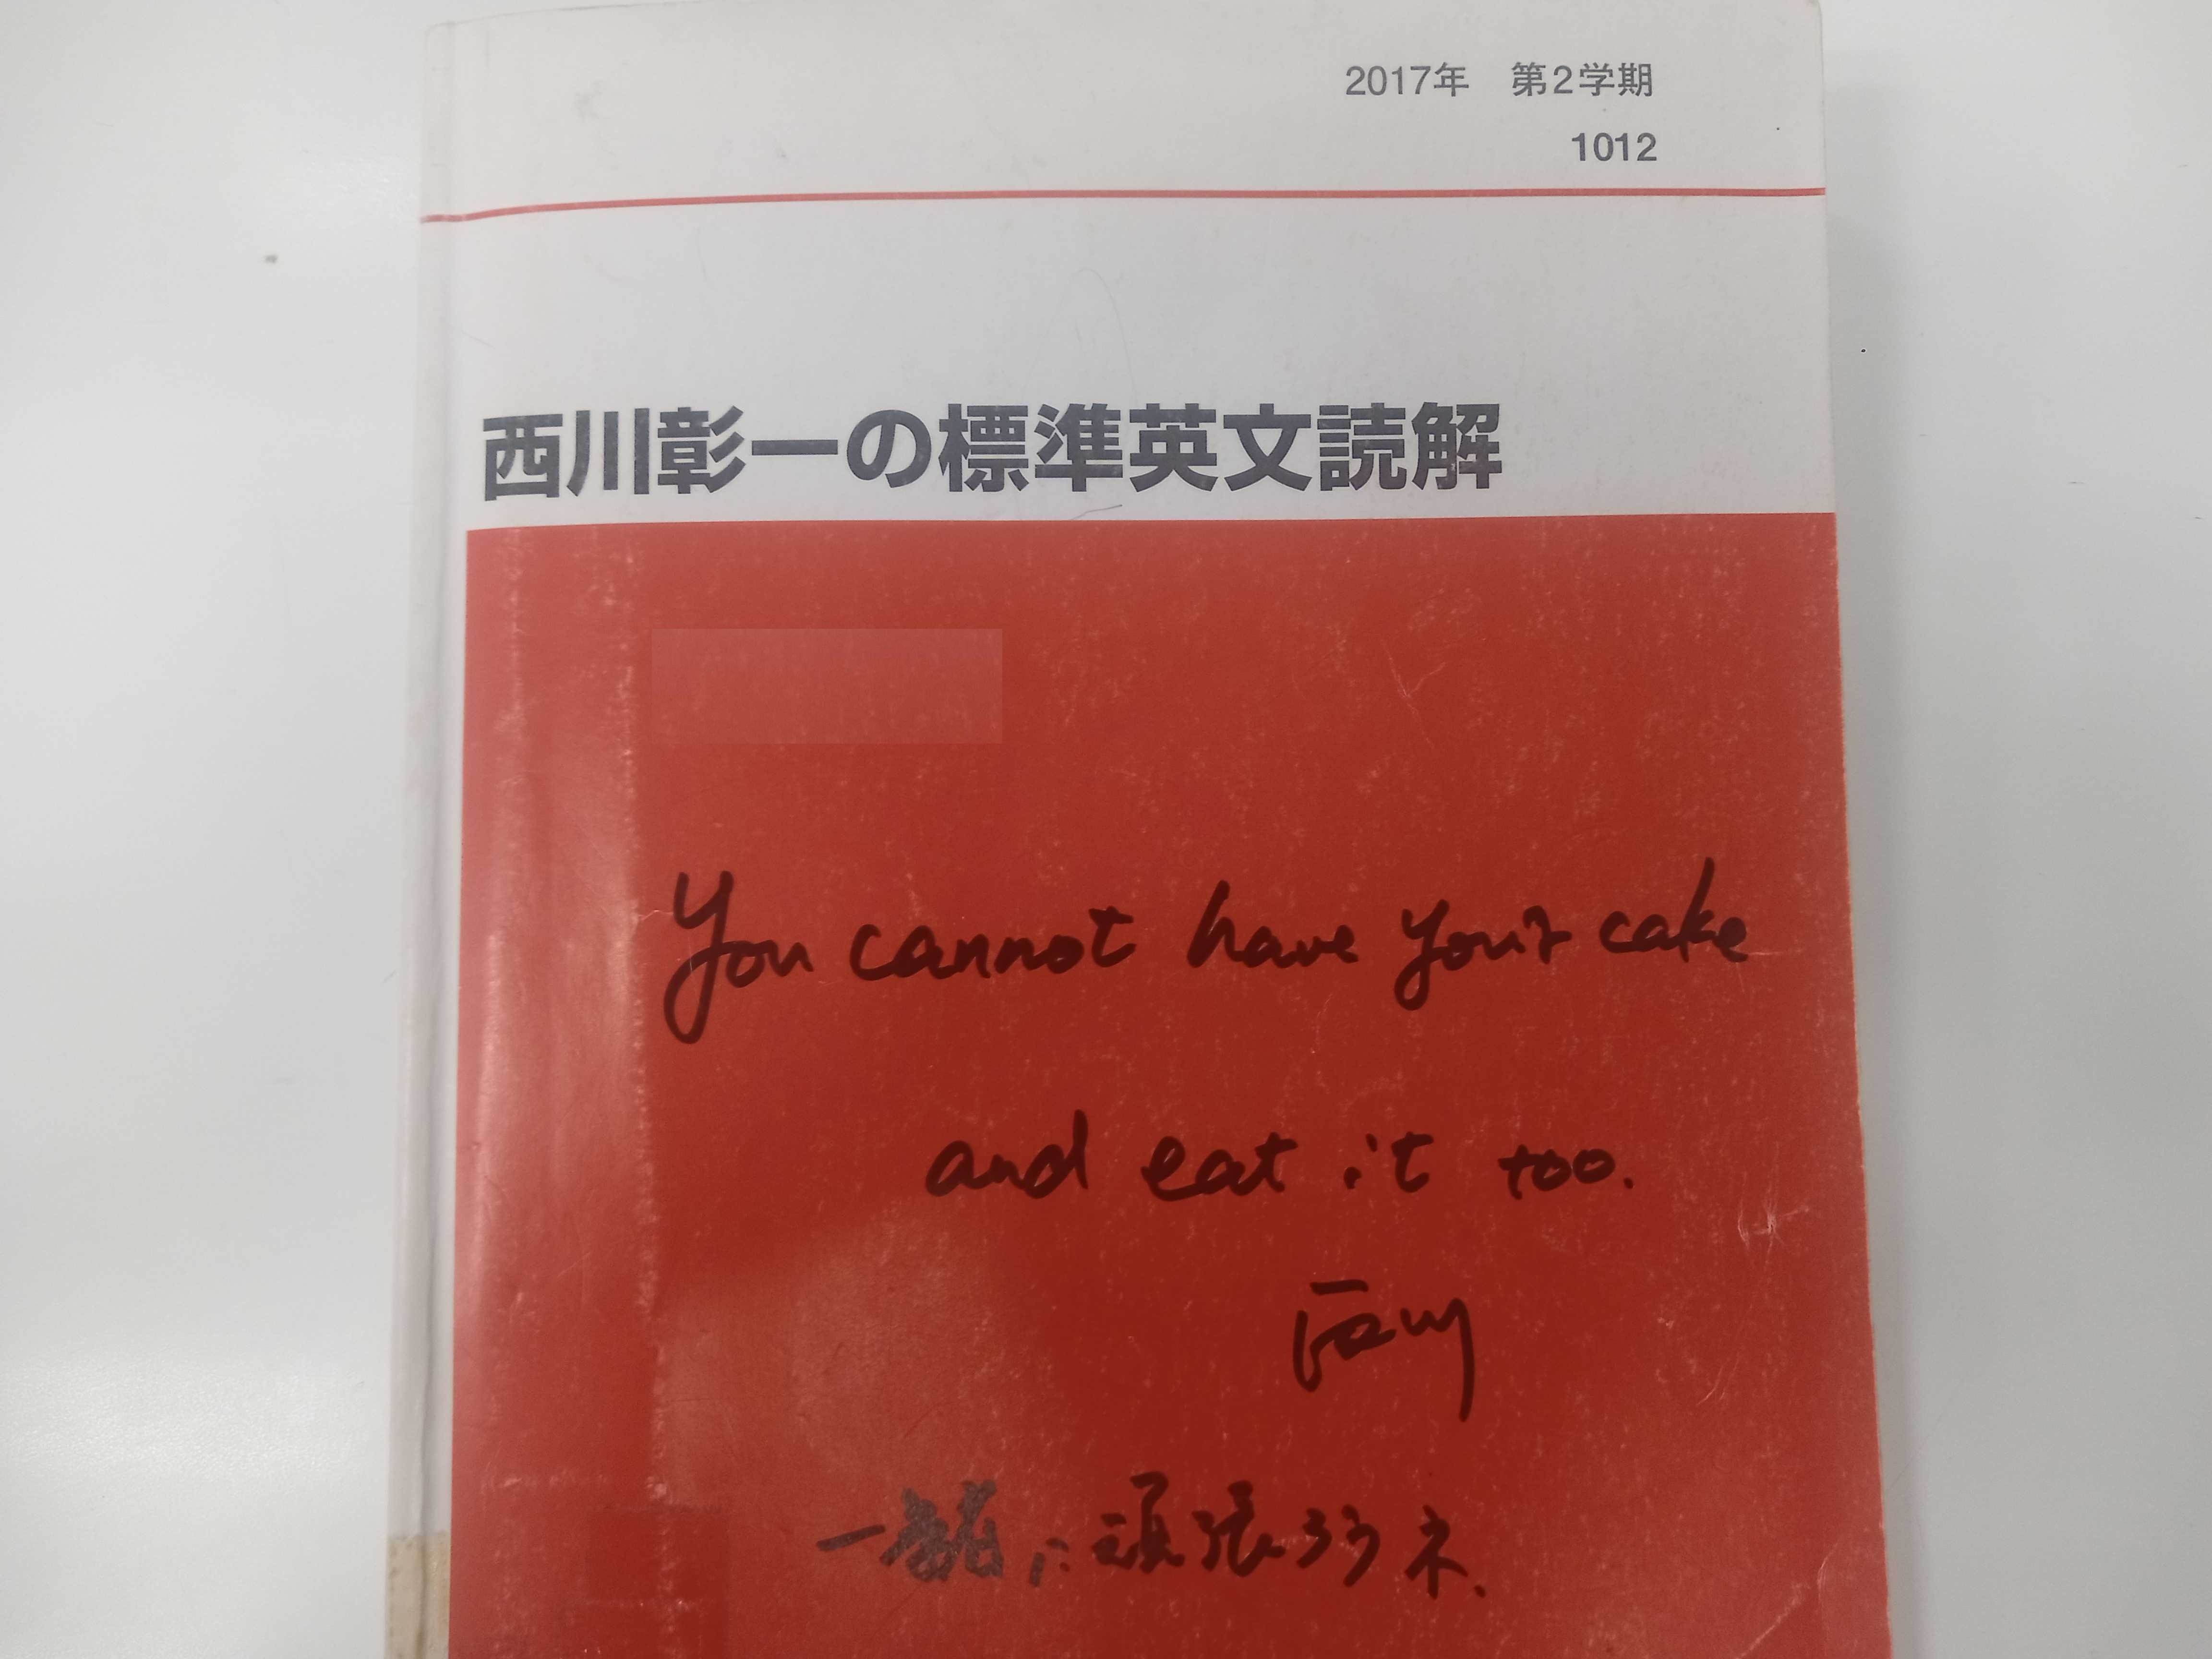 2017年 第2学期
1012
西川彰一の標準英文読解
You cannot have your cake
and eat it too.
一緒に頑張ろうネ.